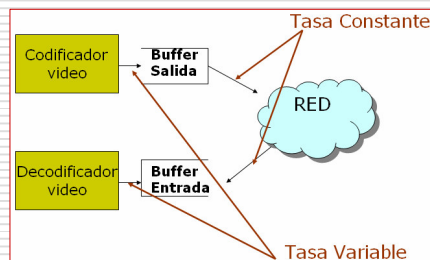 Tasa Constante
Codificador
video
Buffer
Salida
RED
Decodificador
video
Buffer
Entrada
Tasa Variable